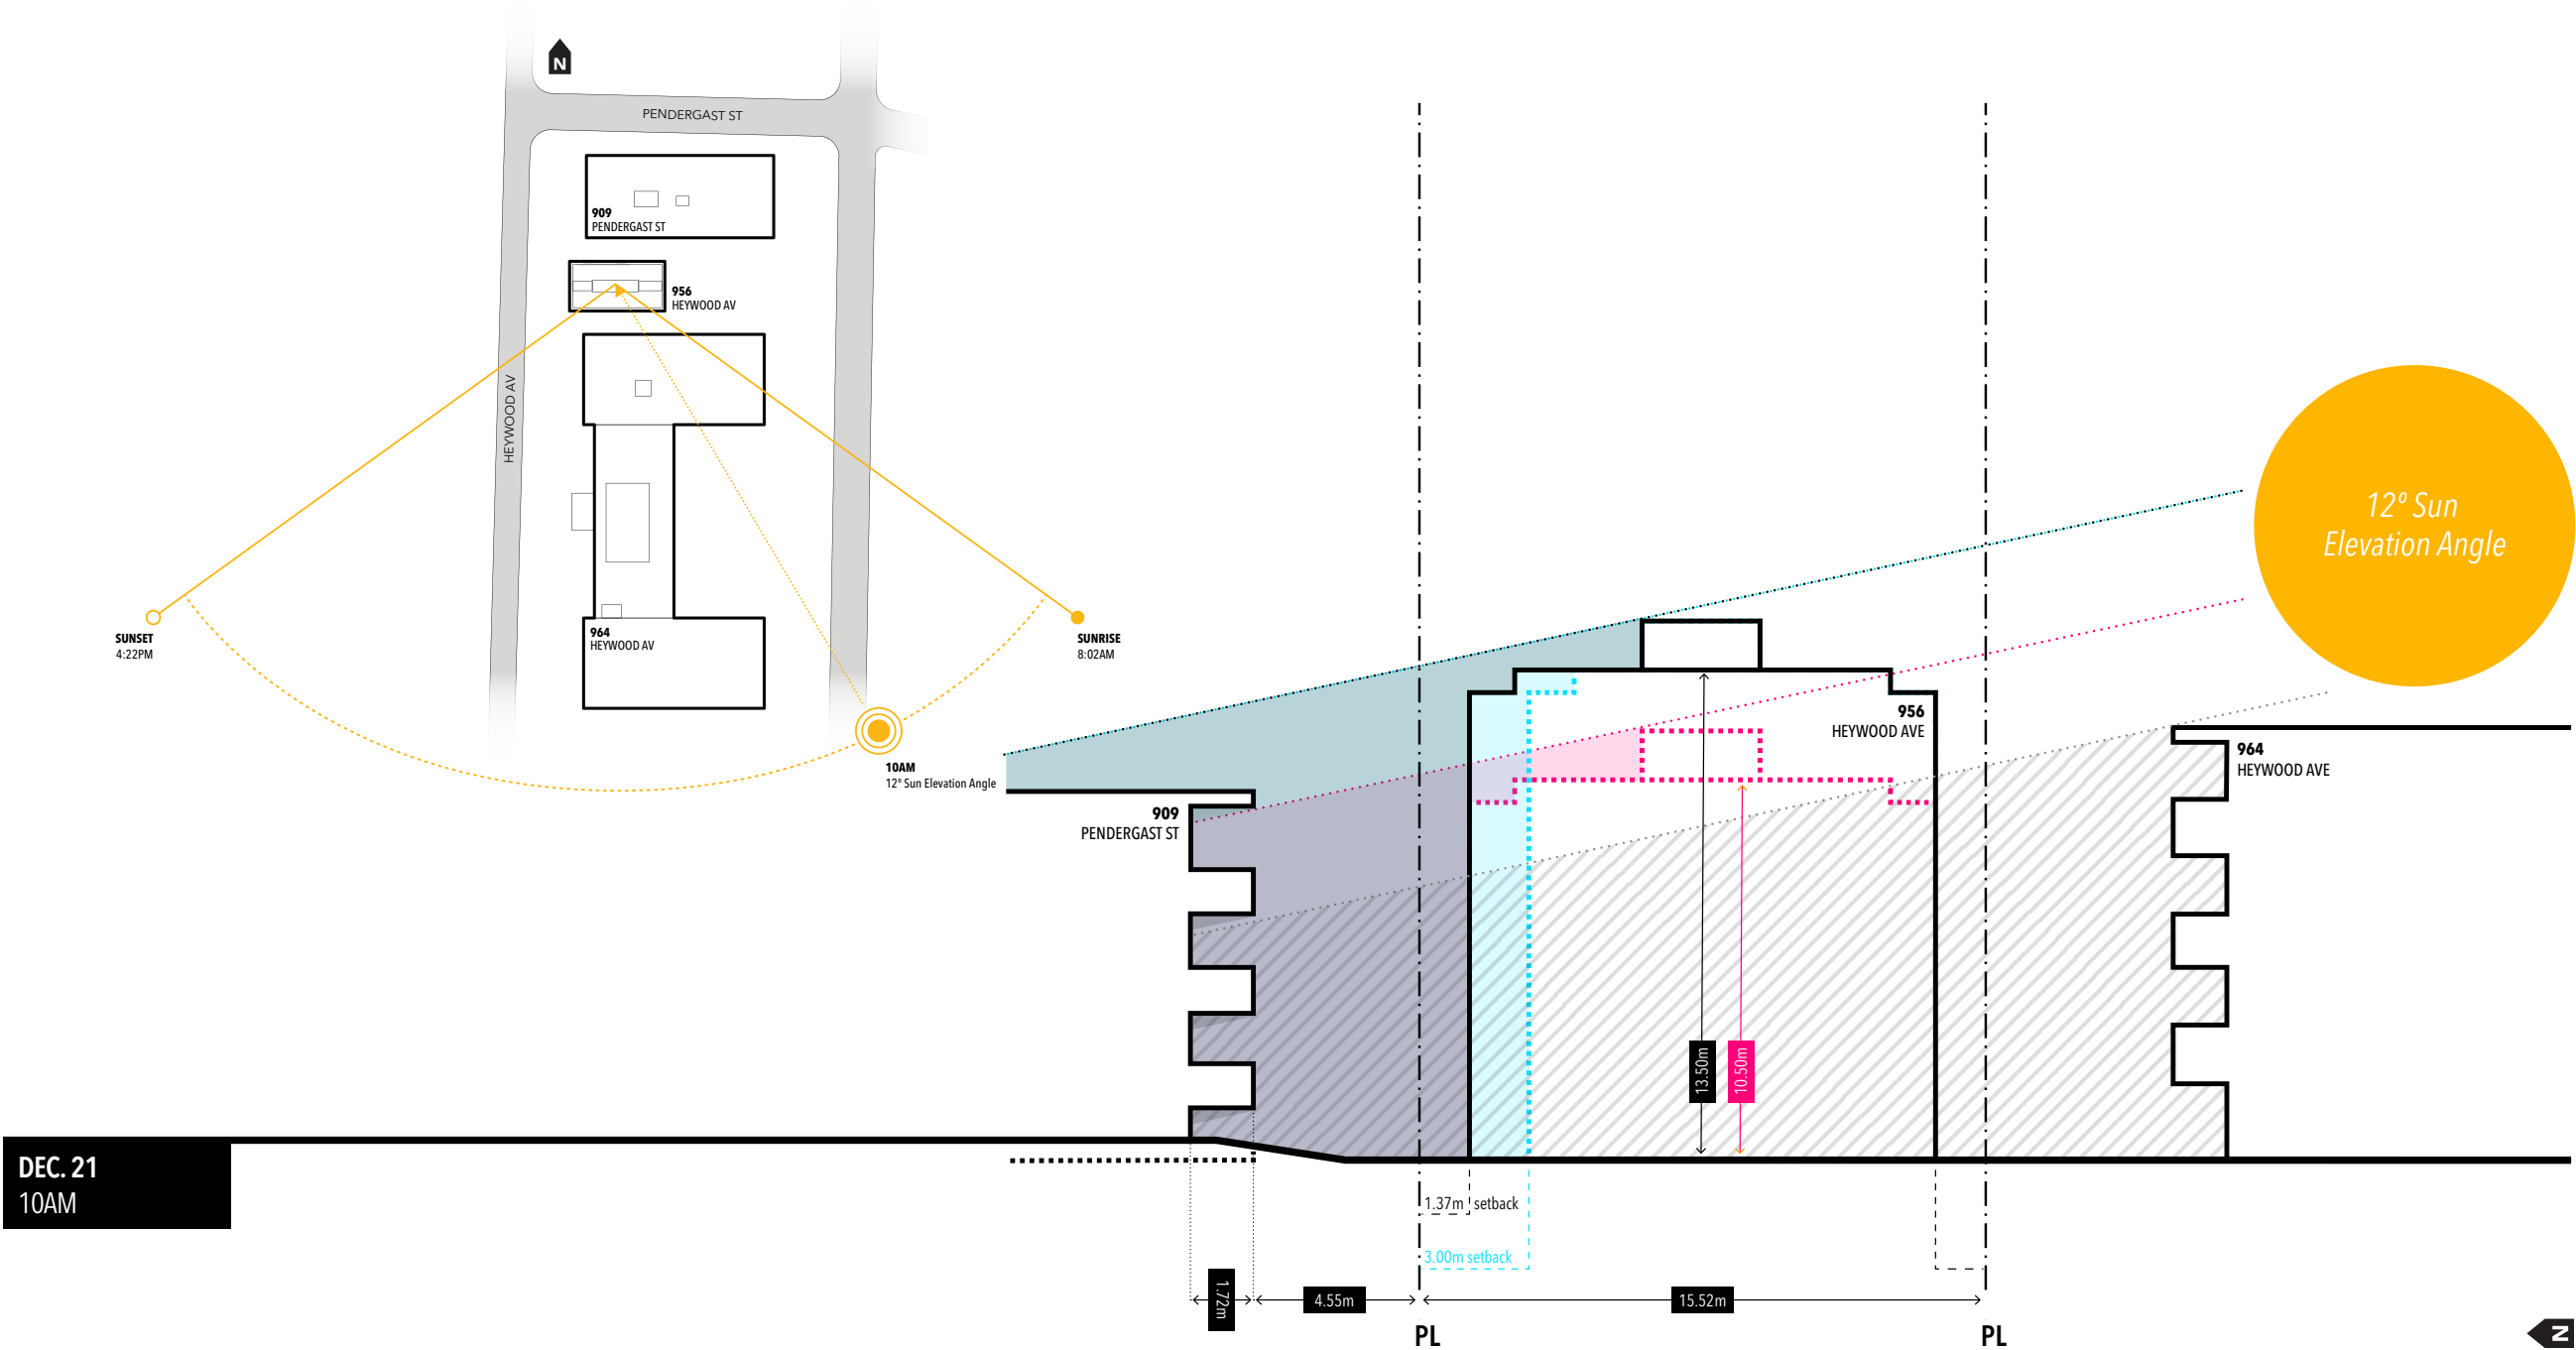 N
PENDERGAST ST
909
PENDERGAST ST
956
HEYWOOD AV
HEYWOOD AV
964
HEYWOOD AV
SUNSET
4:22PM
SUNRISE
8:02AM
10AM
12º Sun Elevation Angle
12º Sun
Elevation Angle
956
HEYWOOD AVE
964
HEYWOOD AVE
909
PENDERGAST ST
13.50m
10.50m
DEC. 21
10AM
1.37m setback
3.00m setback
1.72m
4.55m
15.52m
PL
PL
N